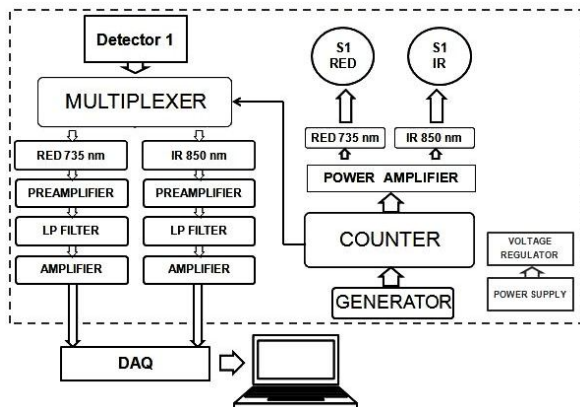 Detector 1
S1
RED
S1
IR
MULTIPLEXER
RED 735 nm
IR 850 nm
RED 735 nm
IR 850 nm
PREAMPLIFIER
PREAMPLIFIER
POWER AMPLIFIER
LP FILTER
LP FILTER
COUNTER
VOLTAGE
REGULATOR
AMPLIFIER
AMPLIFIER
GENERATOR
POWER SUPPLY
DAQ